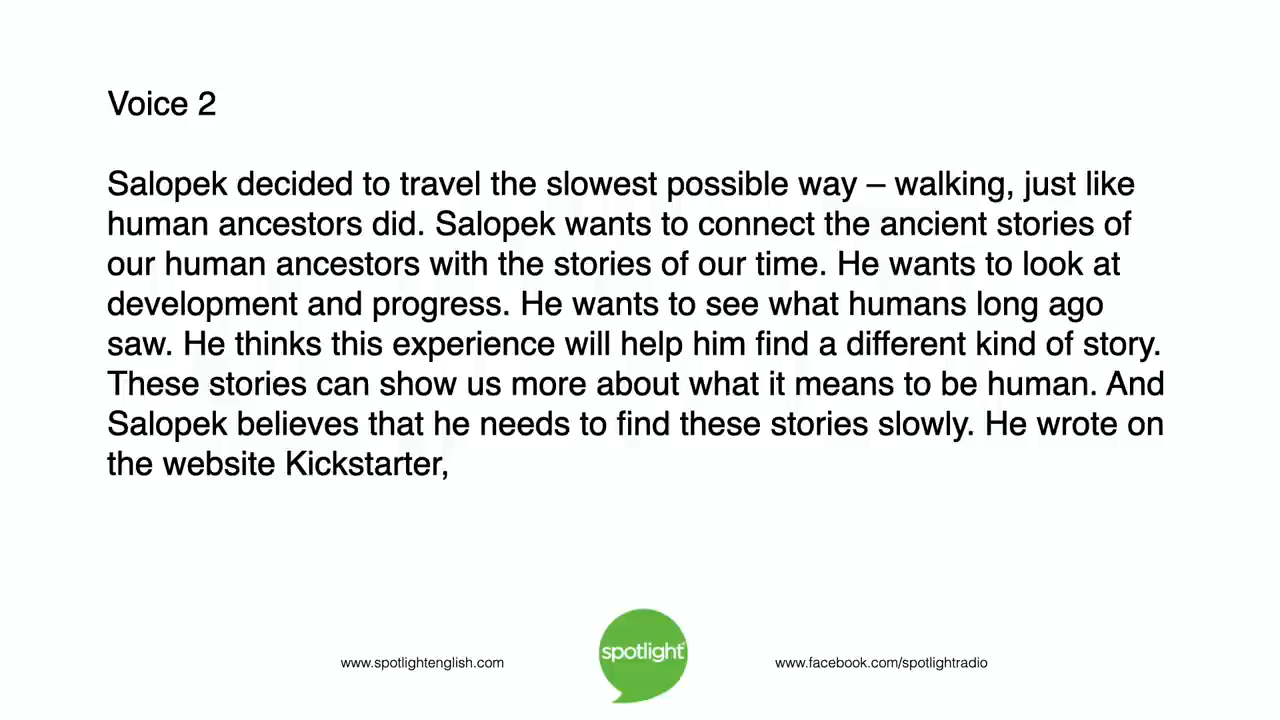 Voice 2
Salopek decided to travel the slowest possible way – walking, just like
human ancestors did. Salopek wants to connect the ancient stories of
our human ancestors with the stories of our time. He wants to look at
development and progress. He wants to see what humans long ago
saw. He thinks this experience will help him find a different kind of story.
These stories can show us more about what it means to be human. And
Salopek believes that he needs to find these stories slowly. He wrote on
the website Kickstarter,
www.spotlightenglish.com
spotlight
www.facebook.com/spotlightradio